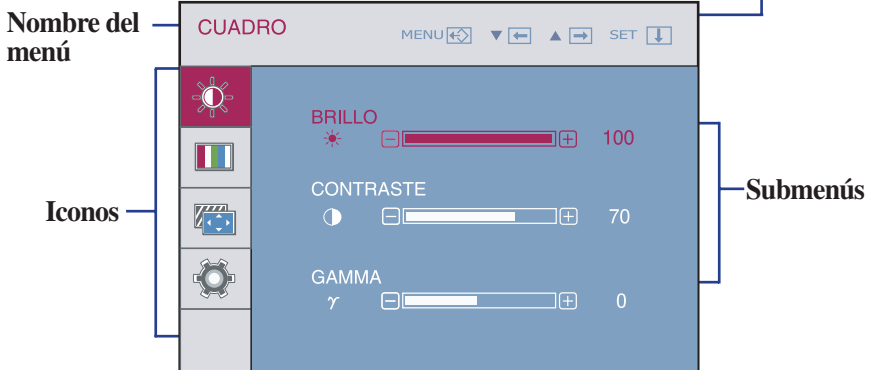 Nombre del
menú
CUADRO
MENU ▼ ▲ SET
BRILLO
100
CONTRASTE
70
GAMMA
γ 0
Iconos
Submenús